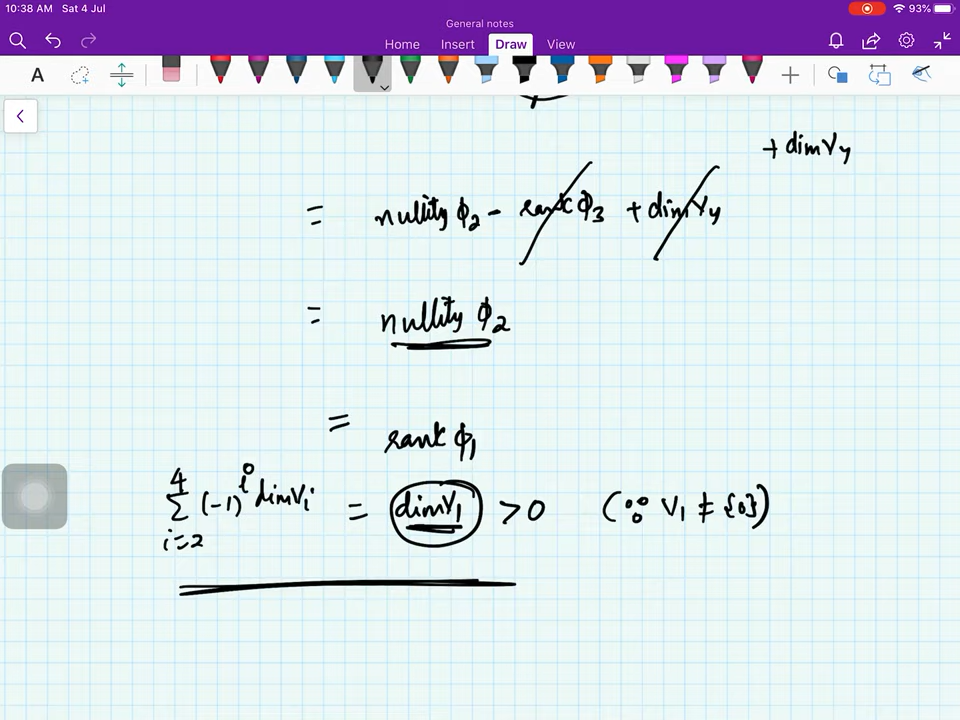 10:38 AM Sat 4 Jul
93%
General notes
Home Insert Draw View
A
+ dim V₄
= nullity ϕ₂ - rank ϕ₃ + dim V₄
= nullity ϕ₂
= rank ϕ₁
4
∑ (-1)ⁱ dim Vᵢ = dim V₁ > 0 (∵ V₁ ≠ {0})
i=2